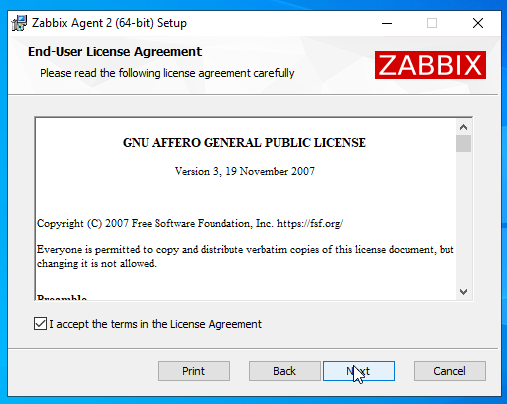 Zabbix Agent 2 (64-bit) Setup
End-User License Agreement
Please read the following license agreement carefully
ZABBIX
GNU AFFERO GENERAL PUBLIC LICENSE
Version 3, 19 November 2007
Copyright (C) 2007 Free Software Foundation, Inc. https://fsf.org/
Everyone is permitted to copy and distribute verbatim copies of this license document, but
changing it is not allowed.
Preamble
I accept the terms in the License Agreement
Print
Back
Next
Cancel